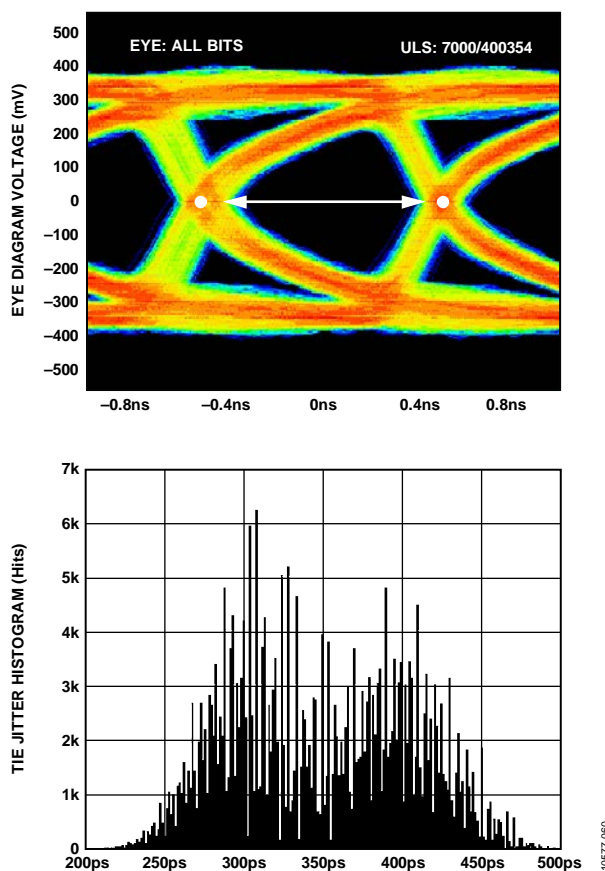 EYE: ALL BITS
ULS: 7000/400354
EYE DIAGRAM VOLTAGE (mV)
500
400
300
200
100
0
–100
–200
–300
–400
–500
–0.8ns
–0.4ns
0ns
0.4ns
0.8ns
TIE JITTER HISTOGRAM (Hits)
7k
6k
5k
4k
3k
2k
1k
0
200ps
250ps
300ps
350ps
400ps
450ps
500ps